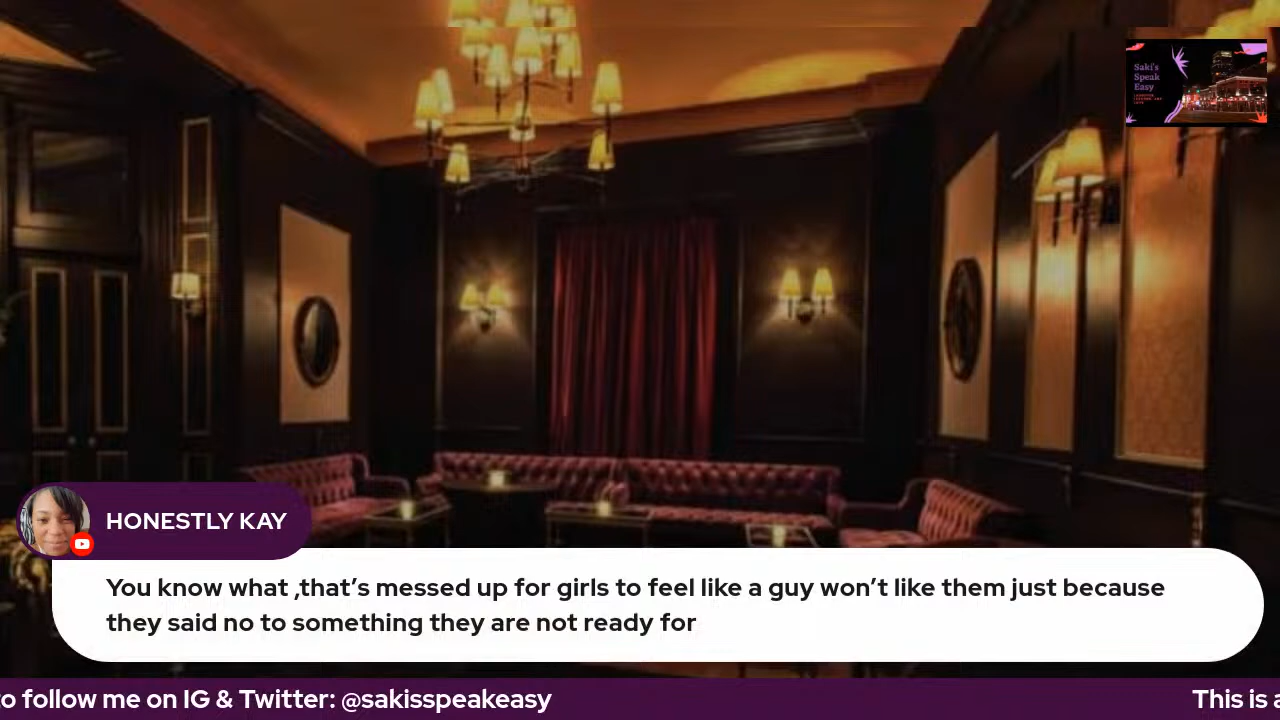 Saki's
Speak
Easy
HONESTLY KAY
You know what ,that’s messed up for girls to feel like a guy won’t like them just because
they said no to something they are not ready for
to follow me on IG & Twitter: @sakisspeakeasy
This is a